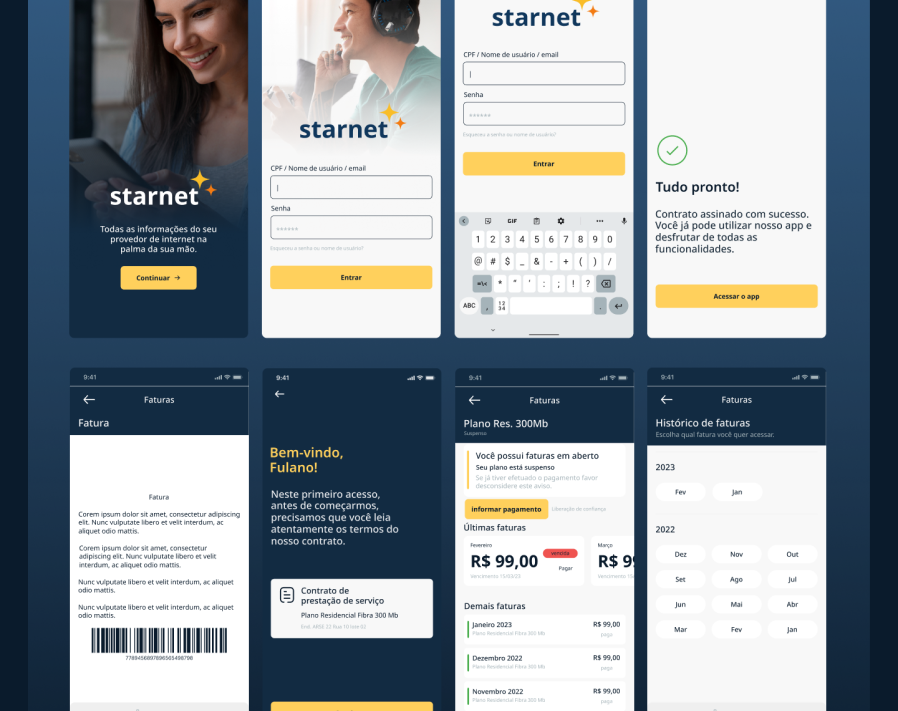 starnet
Todas as informações do seu
provedor de internet na
palma da sua mão.
Continuar →
starnet
CPF / Nome de usuário / email
Senha
Esqueceu a senha ou nome de usuário?
Entrar
starnet
CPF / Nome de usuário / email
Senha
Esqueceu a senha ou nome de usuário?
Entrar
GIF
1 2 3 4 5 6 7 8 9 0
@ # $ _ & - + ( ) /
=\< * " ' : ; ! ?
ABC , 12 34 .
Tudo pronto!
Contrato assinado com sucesso.
Você já pode utilizar nosso app e
desfrutar de todas as
funcionalidades.
Acessar o app
9:41
Faturas
Fatura
Fatura
Corem ipsum dolor sit amet, consectetur adipiscing
elit. Nunc vulputate libero et velit interdum, ac
aliquet odio mattis.
Corem ipsum dolor sit amet, consectetur
adipiscing elit. Nunc vulputate libero et velit
interdum, ac aliquet odio mattis.
Nunc vulputate libero et velit interdum, ac aliquet
odio mattis.
Nunc vulputate libero et velit interdum, ac aliquet
odio mattis.
9:41
Bem-vindo,
Fulano!
Neste primeiro acesso,
antes de começarmos,
precisamos que você leia
atentamente os termos do
nosso contrato.
Contrato de
prestação de serviço
Plano Residencial Fibra 300 Mb
9:41
Faturas
Plano Res. 300Mb
Suspenso
Você possui faturas em aberto
Seu plano está suspenso
Se já tiver efetuado o pagamento favor
desconsidere este aviso.
informar pagamento
Liberação de confiança
Últimas faturas
Fevereiro
R$ 99,00
vencida
Vencimento 15/03/23
Pagar
Março
R$ 9
Demais faturas
Janeiro 2023
R$ 99,00
Plano Residencial Fibra 300 Mb
pago
Dezembro 2022
R$ 99,00
Plano Residencial Fibra 300 Mb
pago
Novembro 2022
R$ 99,00
Plano Residencial Fibra 300 Mb
pago
9:41
Faturas
Histórico de faturas
Escolha qual fatura você quer acessar.
2023
Fev Jan
2022
Dez Nov Out
Set Ago Jul
Jun Mai Abr
Mar Fev Jan